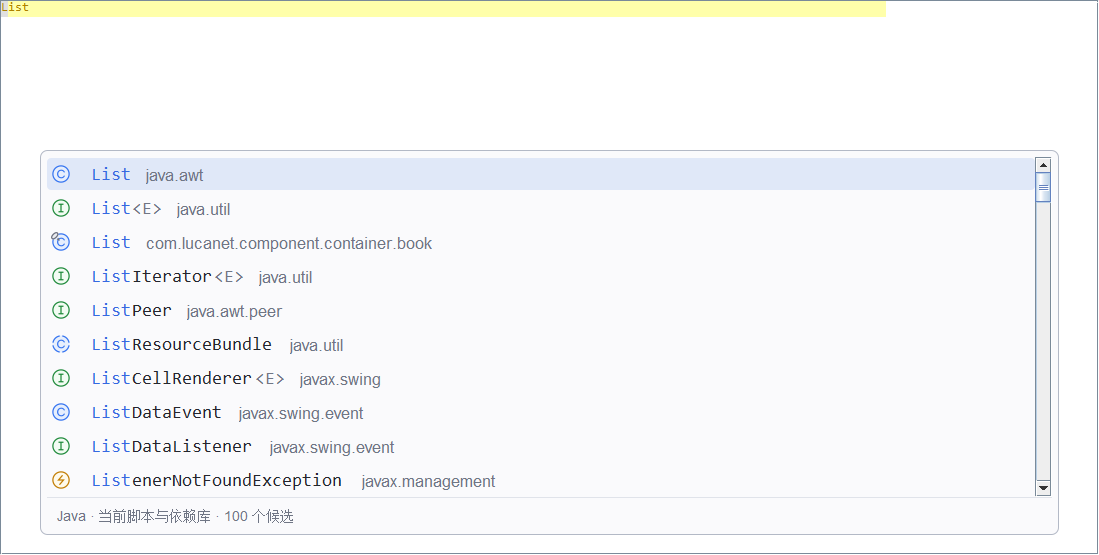 List
List java.awt
List<E> java.util
List com.lucanet.component.container.book
ListIterator<E> java.util
ListPeer java.awt.peer
ListResourceBundle java.util
ListCellRenderer<E> javax.swing
ListDataEvent javax.swing.event
ListDataListener javax.swing.event
ListenerNotFoundException javax.management
Java · 当前脚本与依赖库 · 100 个候选